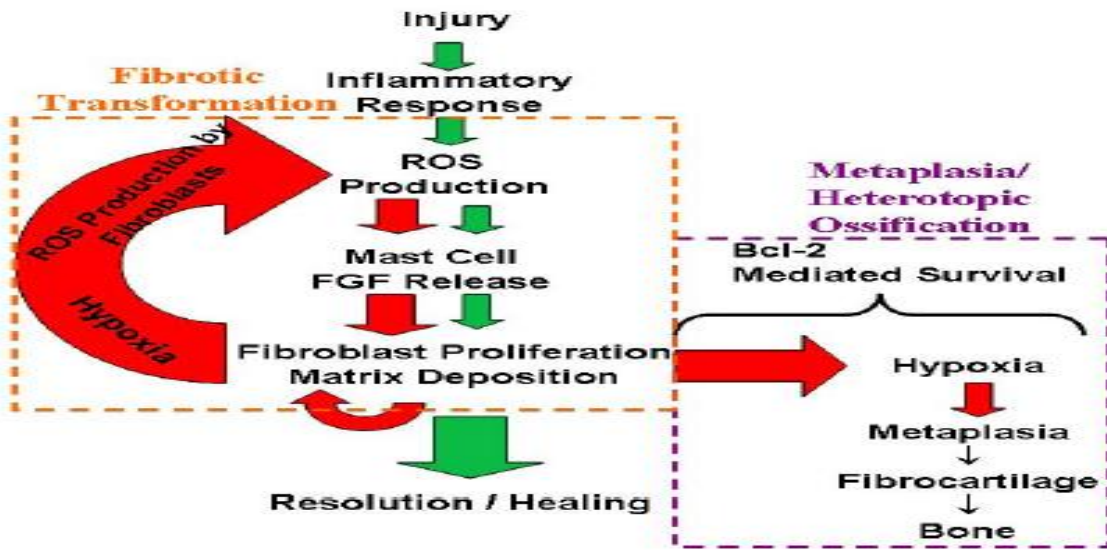 Injury
Fibrotic
Transformation
Inflammatory
Response
ROS
Production
ROS Production by
Fibroblasts
Hypoxia
Mast Cell
FGF Release
Fibroblast Proliferation
Matrix Deposition
Resolution / Healing
Metaplasia/
Heterotopic
Ossification
Bcl-2
Mediated Survival
Hypoxia
Metaplasia
Fibrocartilage
Bone